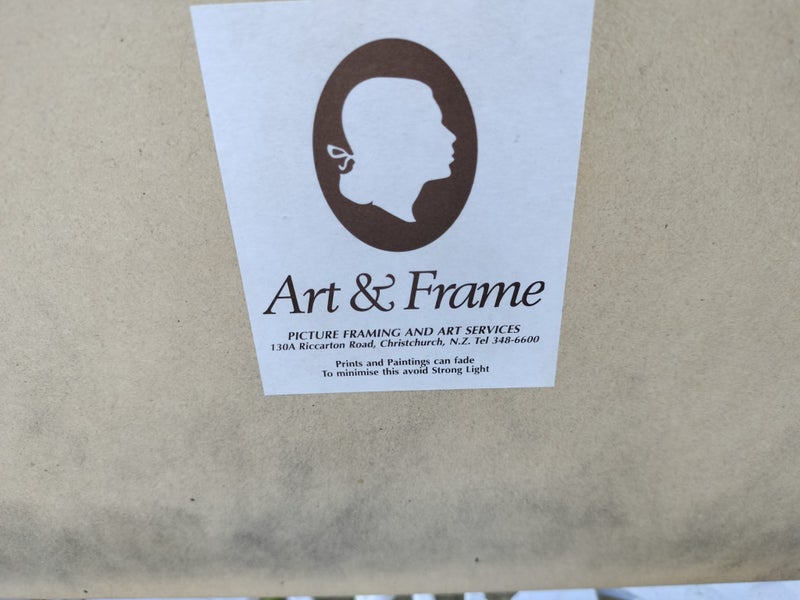 Art & Frame
PICTURE FRAMING AND ART SERVICES
130A Riccarton Road, Christchurch, N.Z. Tel 348-6600
Prints and Paintings can fade
To minimise this avoid Strong Light